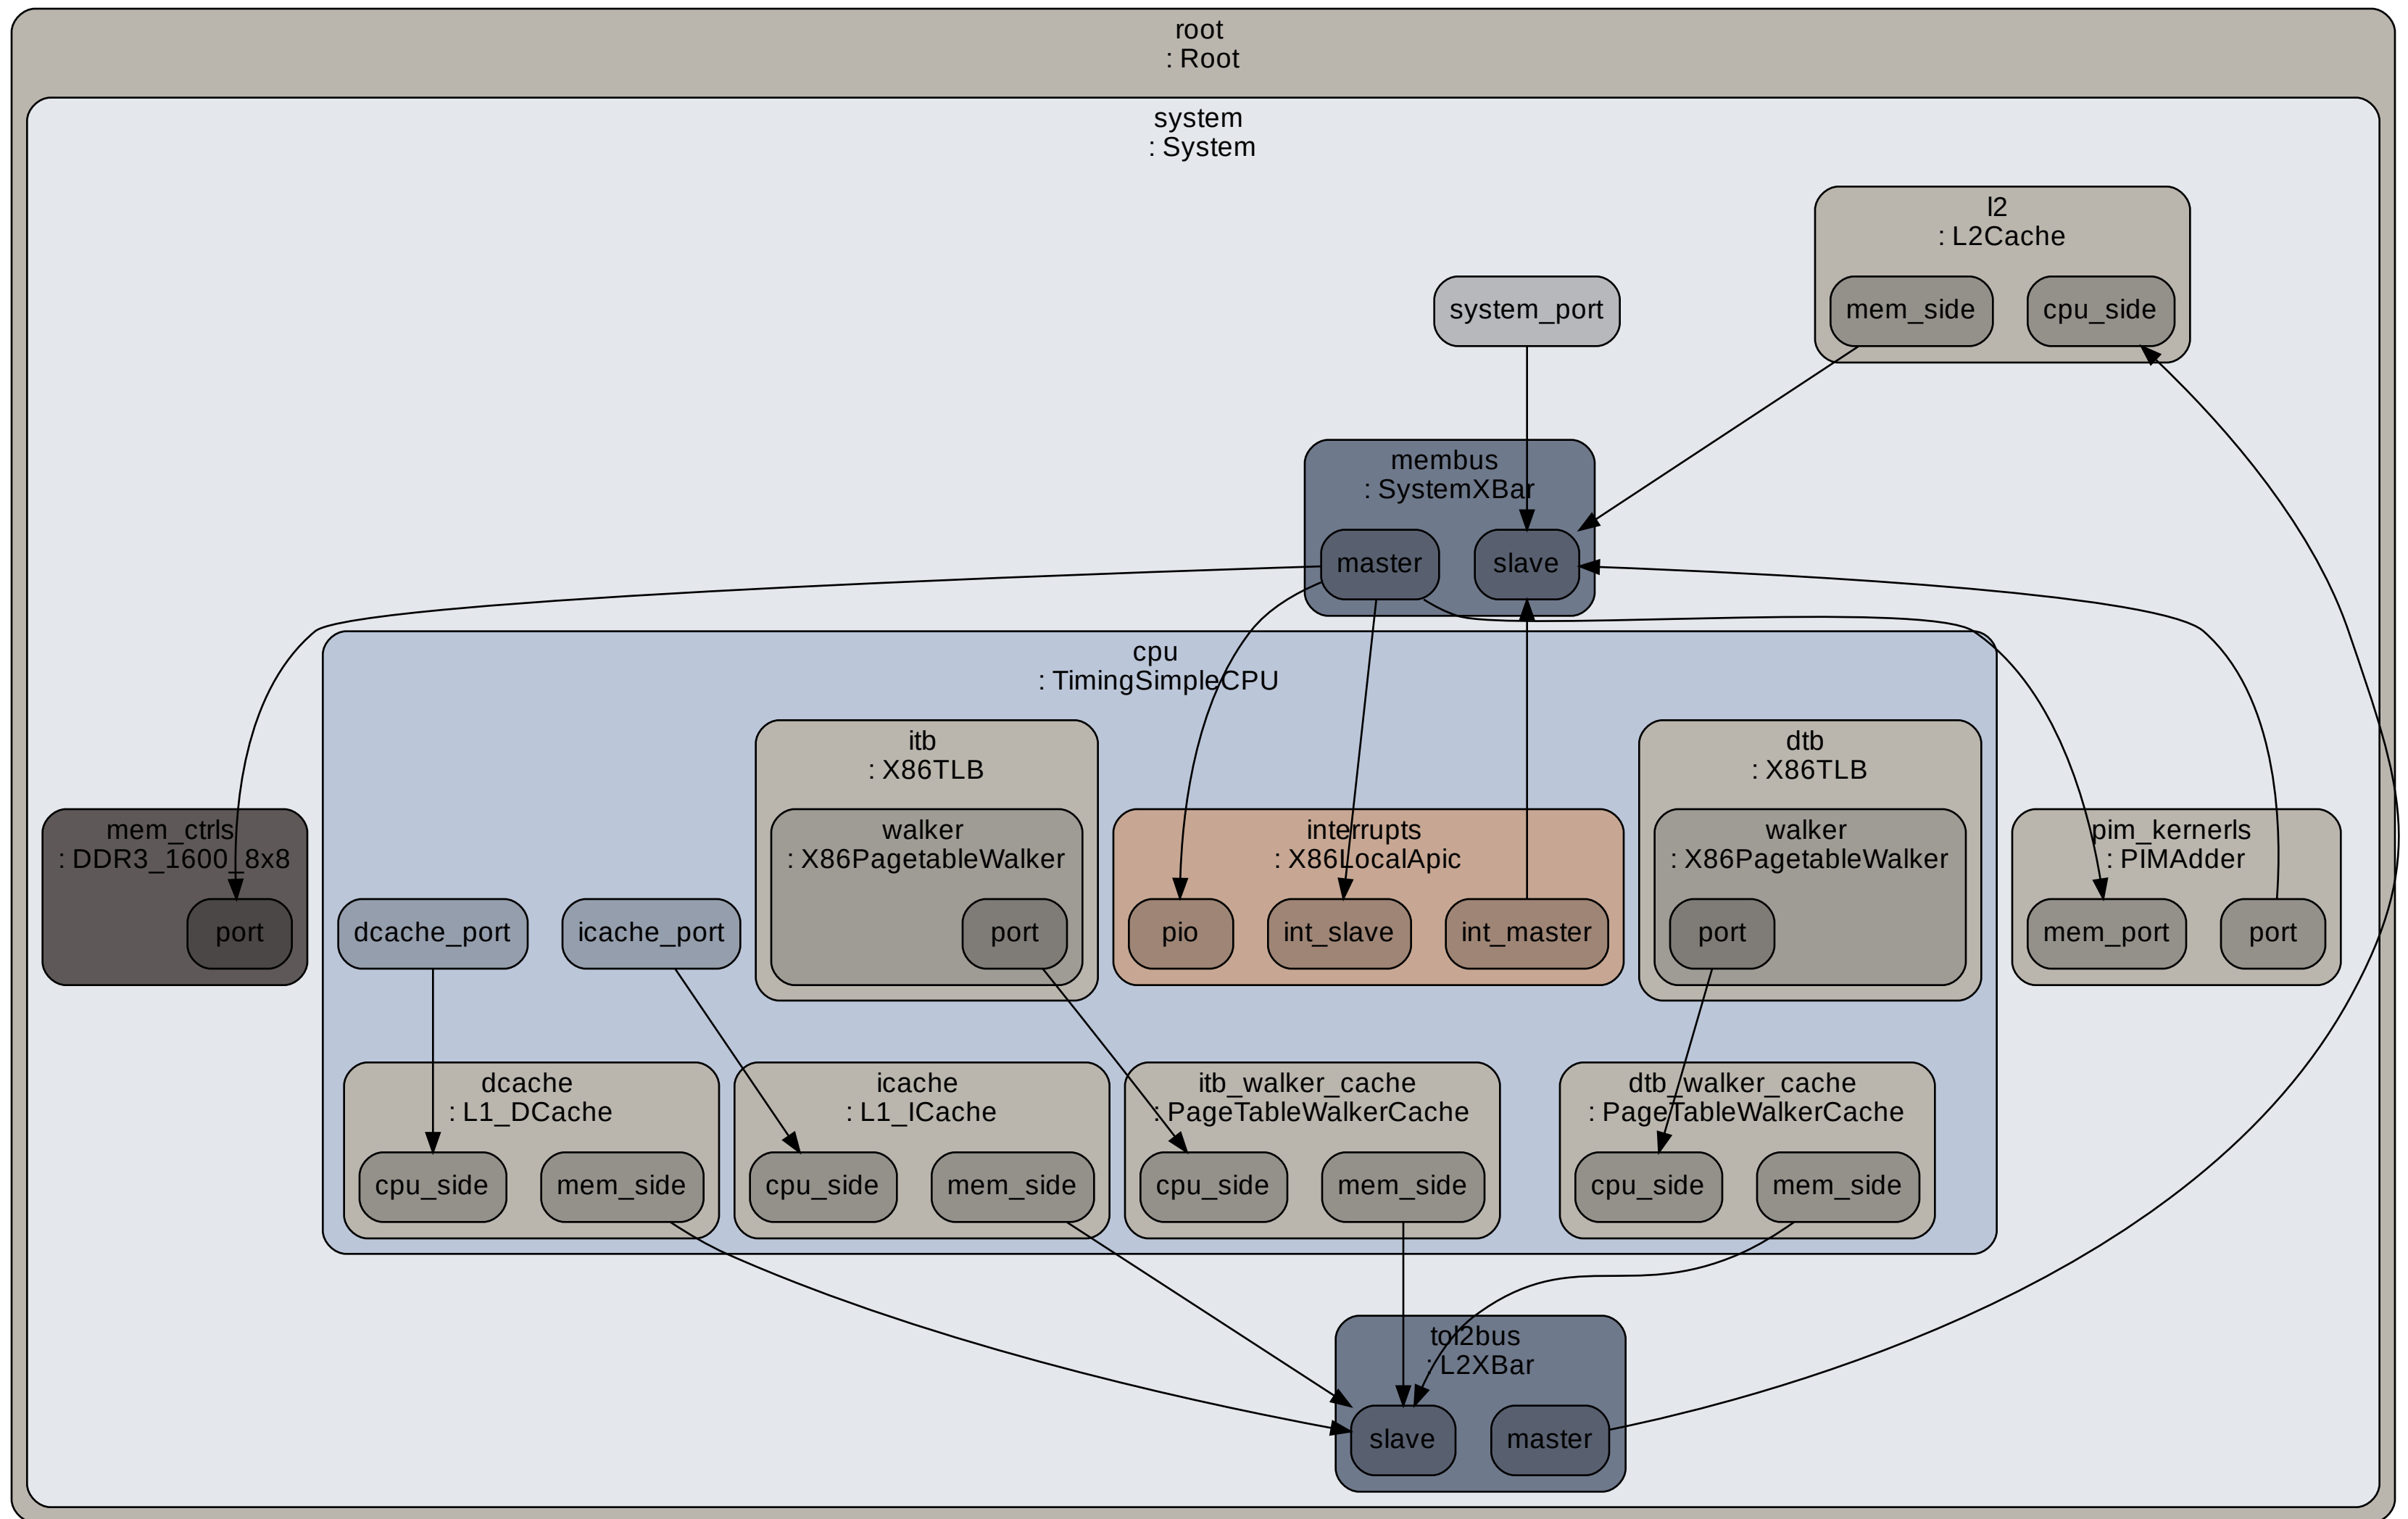 root
: Root
system
: System
l2
: L2Cache
mem_side
cpu_side
system_port
membus
: SystemXBar
master
slave
cpu
: TimingSimpleCPU
itb
: X86TLB
walker
: X86PagetableWalker
port
dtb
: X86TLB
walker
: X86PagetableWalker
port
interrupts
: X86LocalApic
pio
int_slave
int_master
mem_ctrls
: DDR3_1600_8x8
port
dcache_port
icache_port
pim_kernerls
: PIMAdder
mem_port
port
dcache
: L1_DCache
cpu_side
mem_side
icache
: L1_ICache
cpu_side
mem_side
itb_walker_cache
: PageTableWalkerCache
cpu_side
mem_side
dtb_walker_cache
: PageTableWalkerCache
cpu_side
mem_side
tol2bus
: L2XBar
slave
master